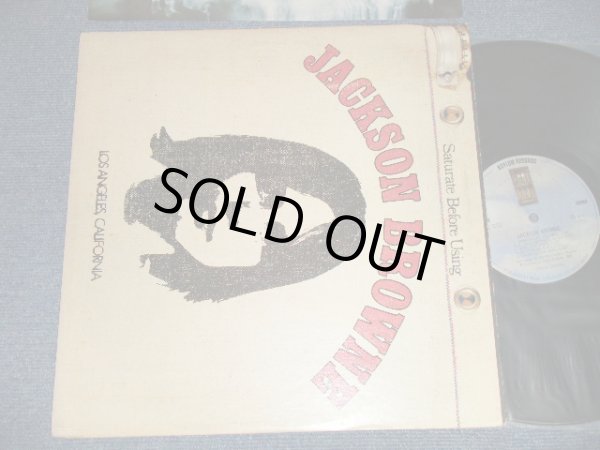 JACKSON BROWNE
Saturate Before Using
LOS ANGELES, CALIFORNIA
SOLD OUT
ASYLUM RECORDS
JACKSON BROWNE